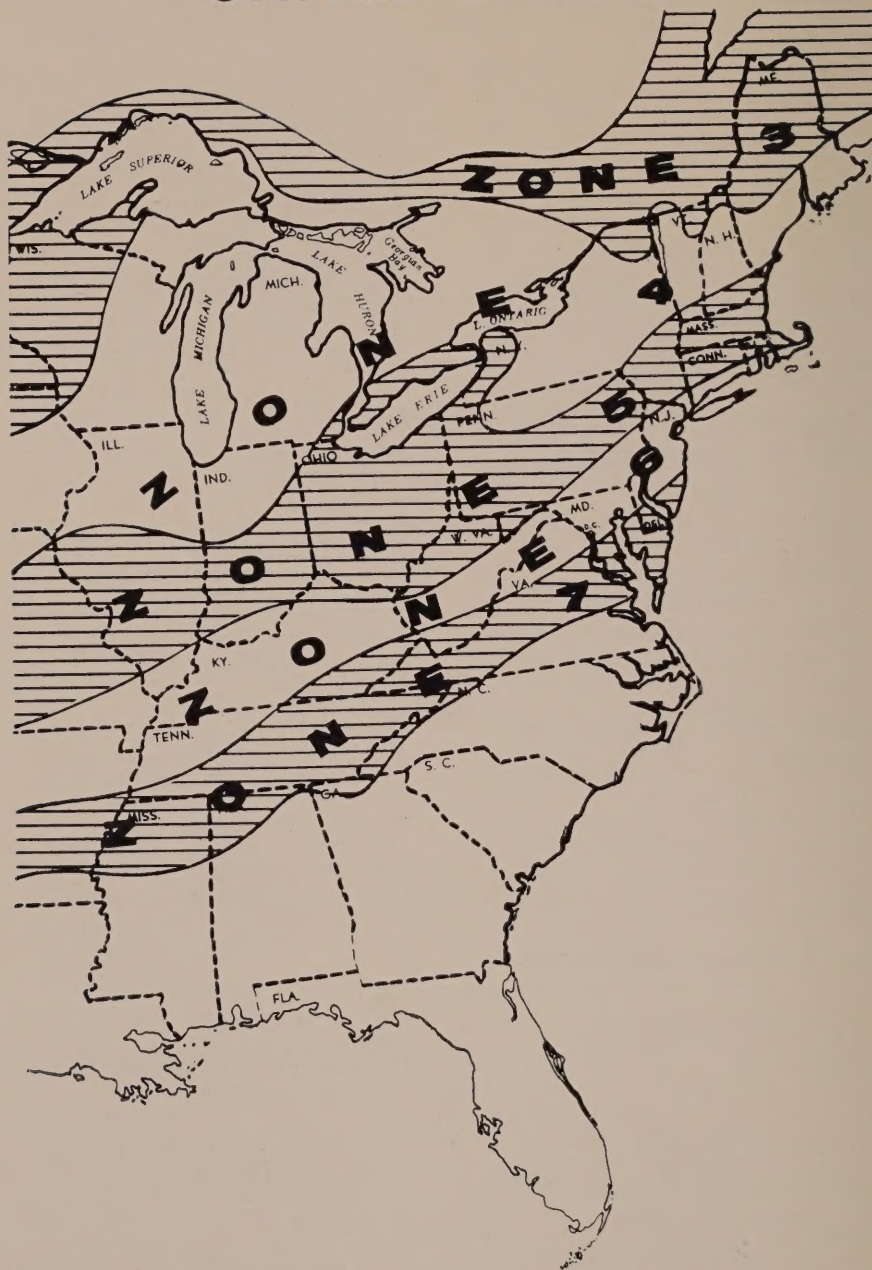 ME.
ZONE 3
LAKE SUPERIOR
WIS.
VT.
N. H.
Georgian Bay
LAKE HURON
MICH.
LAKE MICHIGAN
L. ONTARIO
ZONE 4
N.Y.
MASS.
CONN.
LAKE ERIE
PENN.
N.J.
ZONE 5
ILL.
IND.
OHIO
ZONE 6
MD.
D.C.
DEL.
W. VA.
VA.
ZONE 7
KY.
N. C.
TENN.
S. C.
MISS.
GA.
FLA.